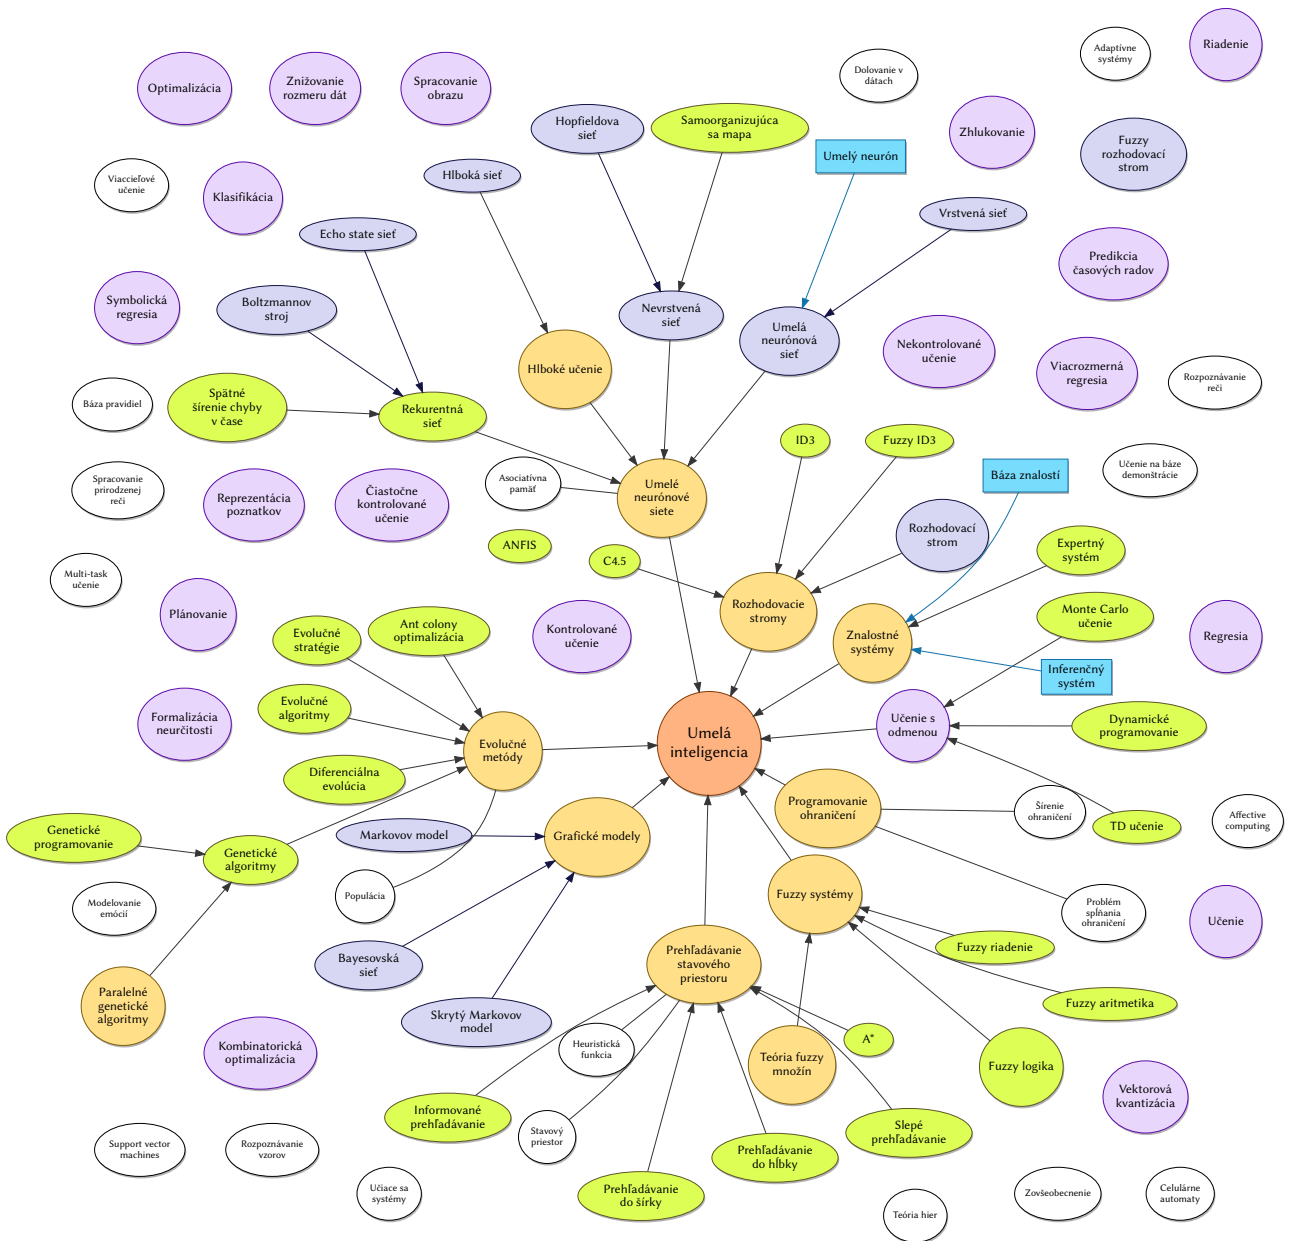 Riadenie
Adaptívne
systémy
Dolovanie v
dátach
Optimalizácia
Znižovanie
rozmeru dát
Spracovanie
obrazu
Hopfieldova
sieť
Samoorganizujúca
sa mapa
Zhlukovanie
Umelý neurón
Fuzzy
rozhodovací
strom
Viaccieľové
učenie
Klasifikácia
Hlboká sieť
Vrstvená sieť
Echo state sieť
Predikcia
časových radov
Symbolická
regresia
Boltzmannov
stroj
Nevrstvená
sieť
Umelá
neurónová
sieť
Hlboké učenie
Nekontrolované
učenie
Viacrozmerná
regresia
Rozpoznávanie
reči
Báza pravidiel
Spätné
šírenie chyby
v čase
Rekurentná
sieť
ID3
Fuzzy ID3
Spracovanie
prirodzenej
reči
Reprezentácia
poznatkov
Čiastočne
kontrolované
učenie
Asociatívna
pamäť
Umelé
neurónové
siete
Báza znalostí
Učenie na báze
demonštrácie
Rozhodovací
strom
ANFIS
C4.5
Expertný
systém
Multi-task
učenie
Plánovanie
Evolučné
stratégie
Ant colony
optimalizácia
Kontrolované
učenie
Rozhodovacie
stromy
Znalostné
systémy
Monte Carlo
učenie
Regresia
Inferenčný
systém
Formalizácia
neurčitosti
Evolučné
algoritmy
Evolučné
metódy
Umelá
inteligencia
Učenie s
odmenou
Dynamické
programovanie
Diferenciálna
evolúcia
Programovanie
ohraničení
Šírenie
ohraničení
TD učenie
Affective
computing
Genetické
programovanie
Genetické
algoritmy
Markovov model
Grafické modely
Populácia
Fuzzy systémy
Modelovanie
emócií
Problém
spĺňania
ohraničení
Učenie
Fuzzy riadenie
Bayesovská
sieť
Prehľadávanie
stavového
priestoru
Paralelné
genetické
algoritmy
Fuzzy aritmetika
Skrytý Markovov
model
Kombinatorická
optimalizácia
Heuristická
funkcia
A*
Teória fuzzy
množín
Fuzzy logika
Vektorová
kvantizácia
Informované
prehľadávanie
Stavový
priestor
Slepé
prehľadávanie
Support vector
machines
Rozpoznávanie
vzorov
Prehľadávanie
do hĺbky
Učiace sa
systémy
Prehľadávanie
do šírky
Zovšeobecnenie
Celulárne
automaty
Teória hier